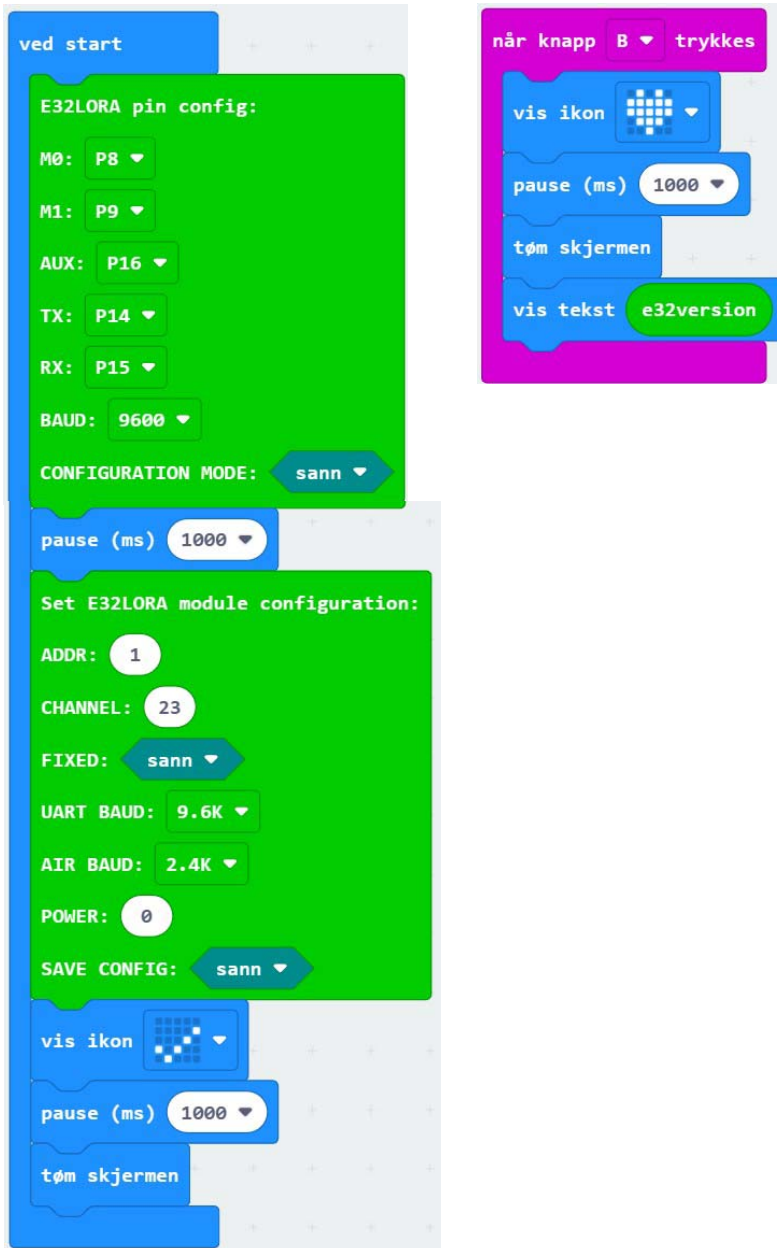 ved start
E32LORA pin config:
M0: P8
M1: P9
AUX: P16
TX: P14
RX: P15
BAUD: 9600
CONFIGURATION MODE: sann
pause (ms) 1000
Set E32LORA module configuration:
ADDR: 1
CHANNEL: 23
FIXED: sann
UART BAUD: 9.6K
AIR BAUD: 2.4K
POWER: 0
SAVE CONFIG: sann
vis ikon
pause (ms) 1000
tøm skjermen
når knapp B trykkes
vis ikon
pause (ms) 1000
tøm skjermen
vis tekst e32version